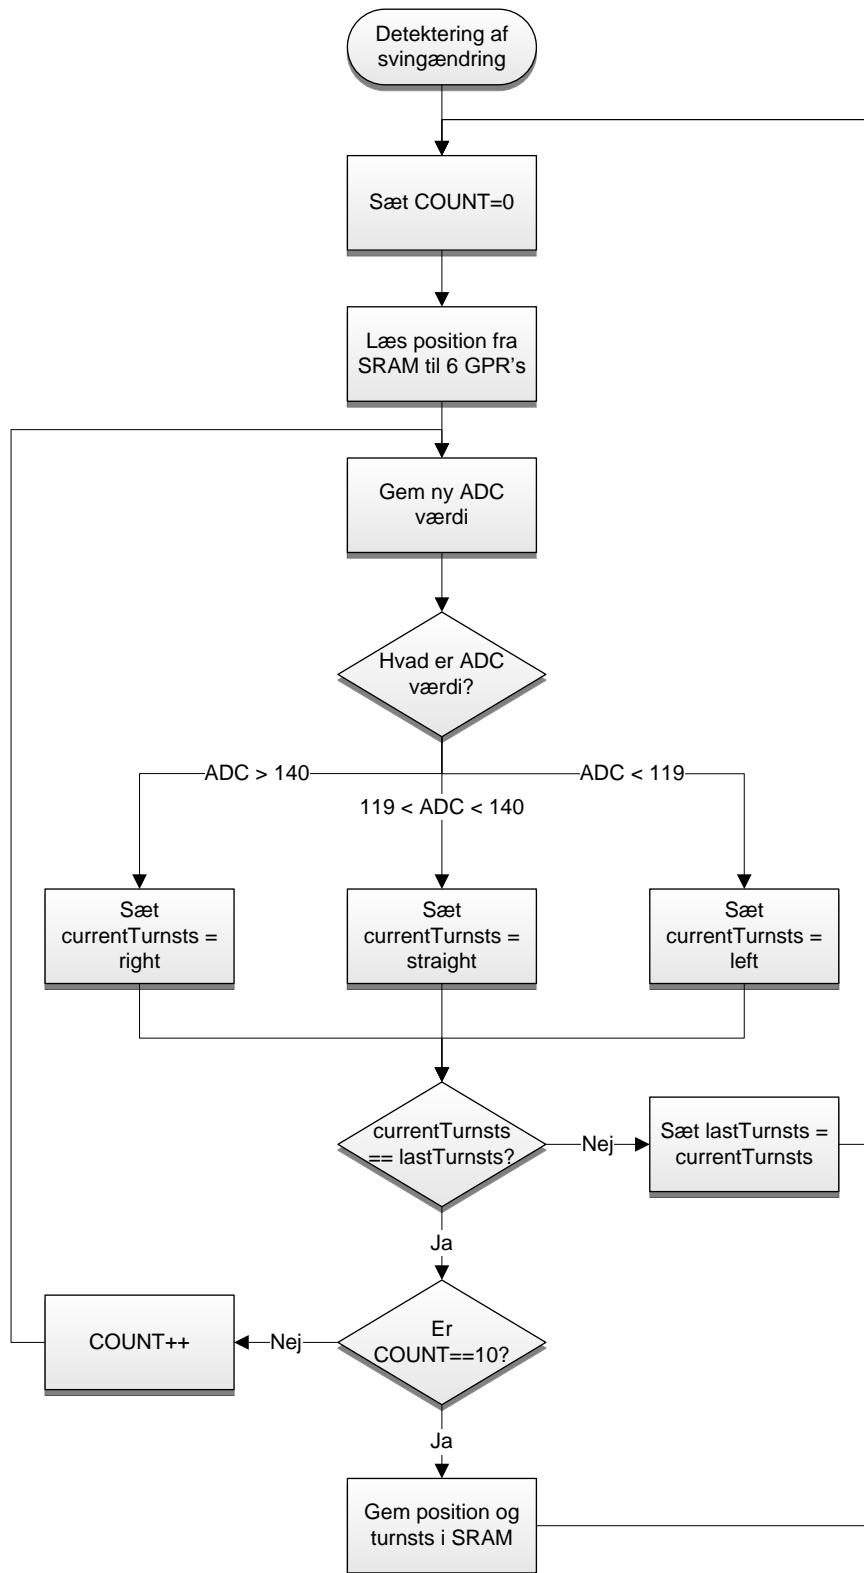 Detektering af
svingændring
Sæt COUNT=0
Læs position fra
SRAM til 6 GPR's
Gem ny ADC
værdi
Hvad er ADC
værdi?
ADC > 140
119 < ADC < 140
ADC < 119
Sæt
currentTurnsts =
right
Sæt
currentTurnsts =
straight
Sæt
currentTurnsts =
left
currentTurnsts
== lastTurnsts?
Nej
Sæt lastTurnsts =
currentTurnsts
Ja
Er
COUNT==10?
Nej
COUNT++
Ja
Gem position og
turnsts i SRAM